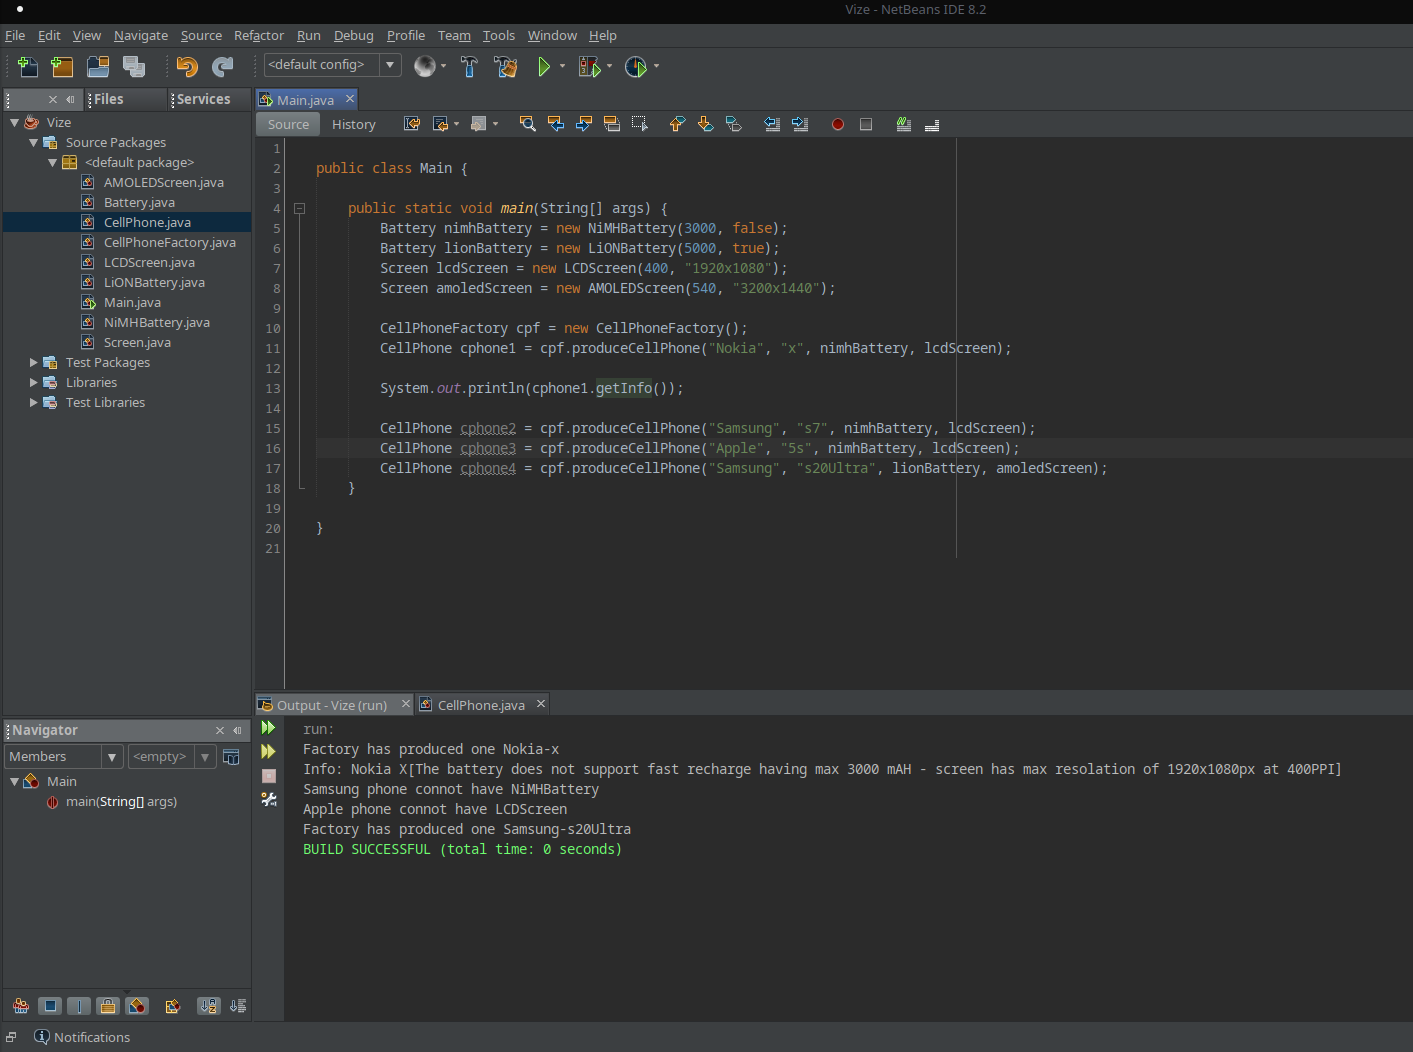 Vize - NetBeans IDE 8.2
File Edit View Navigate Source Refactor Run Debug Profile Team Tools Window Help
<default config>
Files Services
Main.java
Vize
Source History
Source Packages
<default package>
AMOLEDScreen.java
Battery.java
CellPhone.java
CellPhoneFactory.java
LCDScreen.java
LiONBattery.java
Main.java
NiMHBattery.java
Screen.java
Test Packages
Libraries
Test Libraries
1
2 public class Main {
3
4 public static void main(String[] args) {
5 Battery nimhBattery = new NiMHBattery(3000, false);
6 Battery lionBattery = new LiONBattery(5000, true);
7 Screen lcdScreen = new LCDScreen(400, "1920x1080");
8 Screen amoledScreen = new AMOLEDScreen(540, "3200x1440");
9
10 CellPhoneFactory cpf = new CellPhoneFactory();
11 CellPhone cphone1 = cpf.produceCellPhone("Nokia", "x", nimhBattery, lcdScreen);
12
13 System.out.println(cphone1.getInfo());
14
15 CellPhone cphone2 = cpf.produceCellPhone("Samsung", "s7", nimhBattery, lcdScreen);
16 CellPhone cphone3 = cpf.produceCellPhone("Apple", "5s", nimhBattery, lcdScreen);
17 CellPhone cphone4 = cpf.produceCellPhone("Samsung", "s20Ultra", lionBattery, amoledScreen);
18 }
19
20 }
21
Output - Vize (run) CellPhone.java
run:
Factory has produced one Nokia-x
Info: Nokia X[The battery does not support fast recharge having max 3000 mAH - screen has max resolation of 1920x1080px at 400PPI]
Samsung phone connot have NiMHBattery
Apple phone connot have LCDScreen
Factory has produced one Samsung-s20Ultra
BUILD SUCCESSFUL (total time: 0 seconds)
Navigator
Members <empty>
Main
main(String[] args)
Notifications